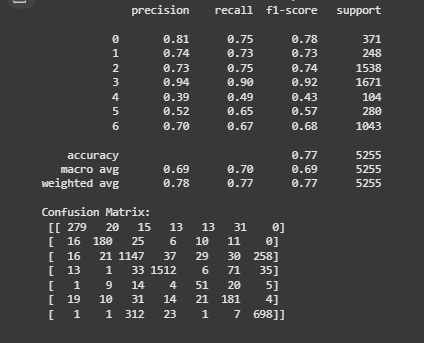 precision recall f1-score support
0 0.81 0.75 0.78 371
1 0.74 0.73 0.73 248
2 0.73 0.75 0.74 1538
3 0.94 0.90 0.92 1671
4 0.39 0.49 0.43 104
5 0.52 0.65 0.57 280
6 0.70 0.67 0.68 1043
accuracy 0.77 5255
macro avg 0.69 0.70 0.69 5255
weighted avg 0.78 0.77 0.77 5255
Confusion Matrix:
[[ 279 20 15 13 13 31 0]
[ 16 180 25 6 10 11 0]
[ 16 21 1147 37 29 30 258]
[ 13 1 33 1512 6 71 35]
[ 1 9 14 4 51 20 5]
[ 19 10 31 14 21 181 4]
[ 1 1 312 23 1 7 698]]